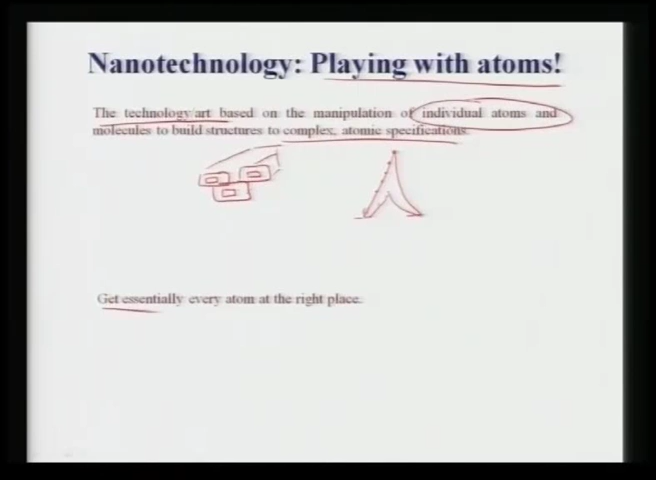 Nanotechnology: Playing with atoms!
The technology/art based on the manipulation of individual atoms and
molecules to build structures to complex, atomic specifications.
Get essentially every atom at the right place.